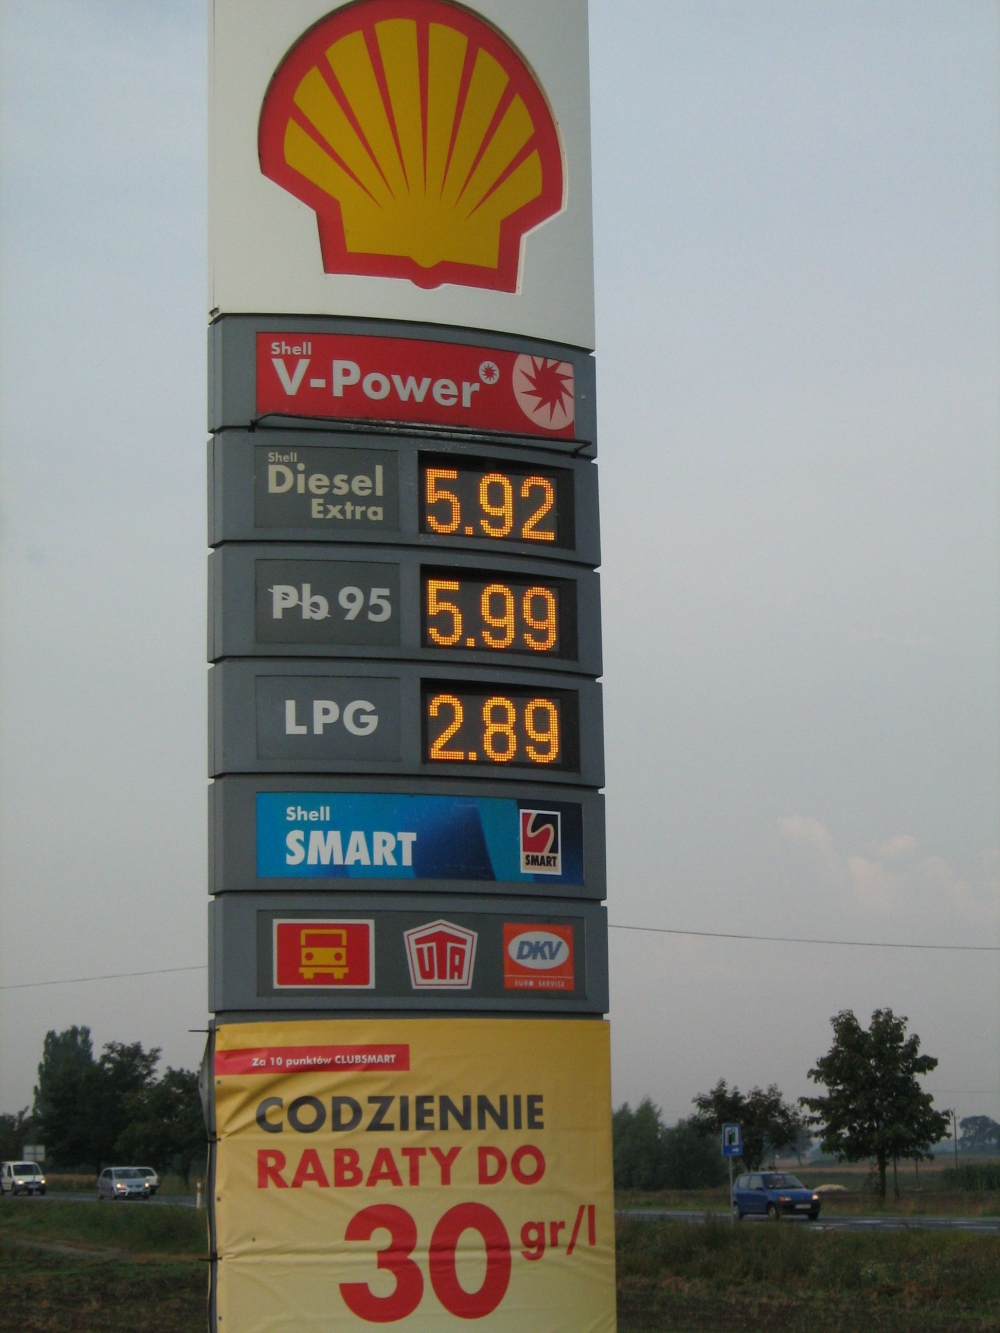 Shell
V-Power
Shell
Diesel
Extra
5.92
Pb 95
5.99
LPG
2.89
Shell
SMART
SMART
UTA
DKV
EURO SERVICE
Za 10 punktów CLUBSMART
CODZIENNIE
RABATY DO
30 gr/l